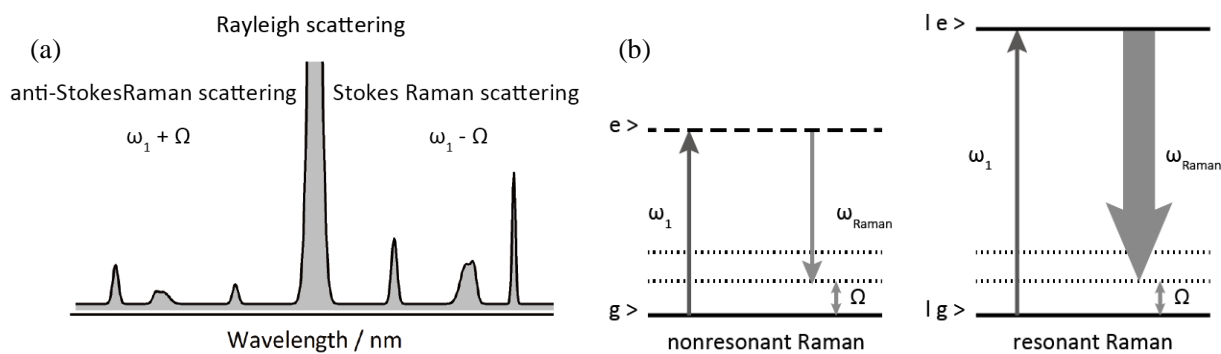 (a)
Rayleigh scattering
anti-StokesRaman scattering
Stokes Raman scattering
ω1 + Ω
ω1 - Ω
Wavelength / nm
(b)
e >
g >
ω1
ωRaman
Ω
nonresonant Raman
| e >
| g >
ω1
ωRaman
Ω
resonant Raman